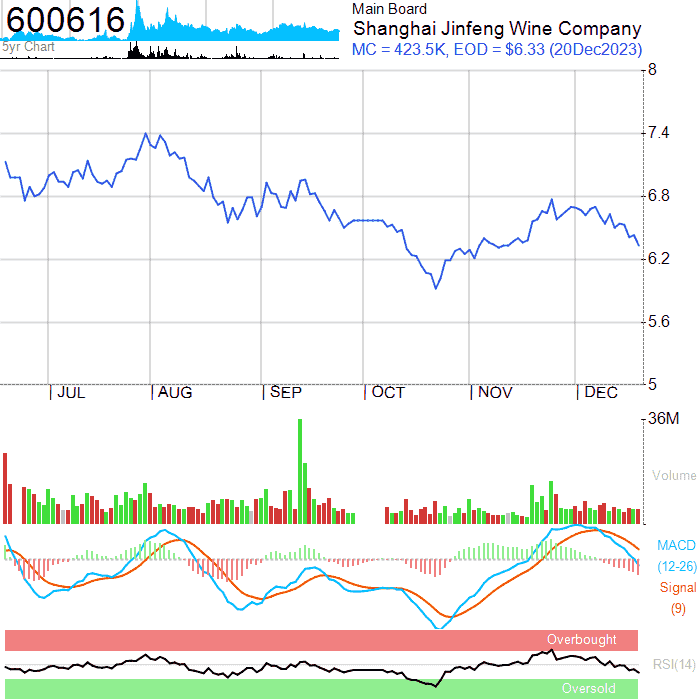 600616
5yr Chart
Main Board
Shanghai Jinfeng Wine Company
MC = 423.5K, EOD = $6.33 (20Dec2023)
8
7.4
6.8
6.2
5.6
5
JUL AUG SEP OCT NOV DEC
36M
Volume
MACD
(12-26)
Signal
(9)
Overbought
RSI(14)
Oversold